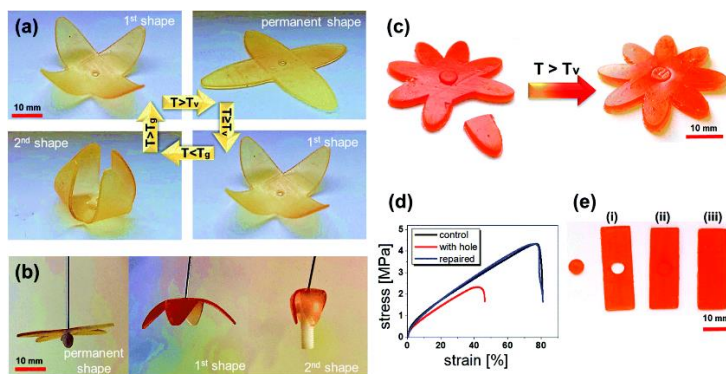 (a)
1st shape
permanent shape
10 mm
T>Tv
T>Tg
T≥Tv
T<Tg
2nd shape
1st shape
(b)
permanent
shape
10 mm
1st shape
2nd shape
(c)
T > Tv
10 mm
(d)
control
with hole
repaired
stress [MPa]
5
4
3
2
1
0
0 20 40 60 80 100
strain [%]
(e)
(i) (ii) (iii)
10 mm